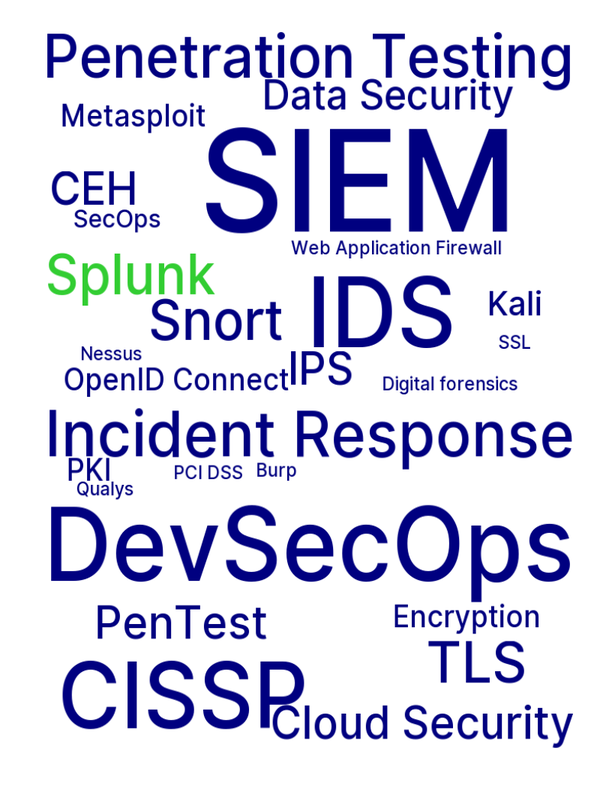 Penetration Testing
Data Security
Metasploit
SIEM
CEH
SecOps
Web Application Firewall
Splunk
IDS
Kali
Snort
SSL
Nessus
IPS
OpenID Connect
Digital forensics
Incident Response
PKI
PCI DSS
Burp
Qualys
DevSecOps
PenTest
Encryption
TLS
CISSP
Cloud Security